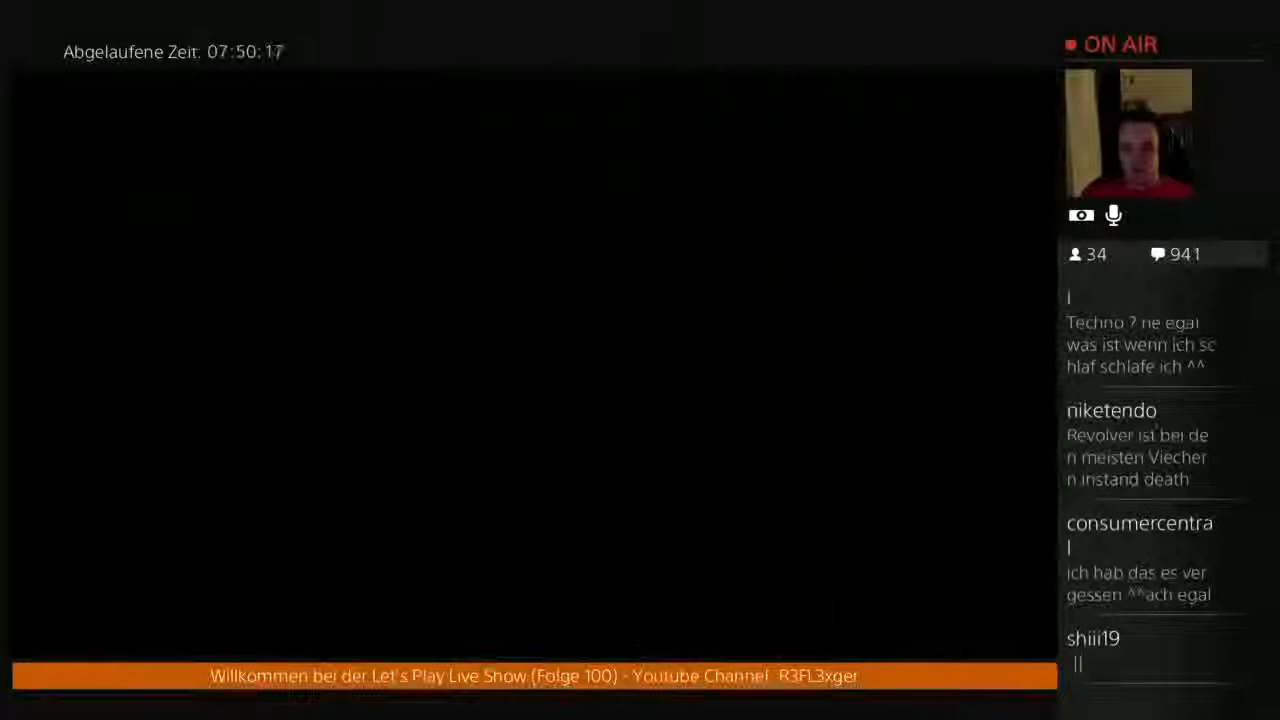 Abgelaufene Zeit: 07:50:17
ON AIR
34 941
l
Techno ? ne egal
was ist wenn ich sc
hlaf schlafe ich ^^
niketendo
Revolver ist bei de
n meisten Viecher
n instand death
consumercentra
l
ich hab das es ver
gessen ^^ach egal
shiii19
||
Willkommen bei der Let's Play Live Show (Folge 100) - Youtube Channel: R3FL3xger